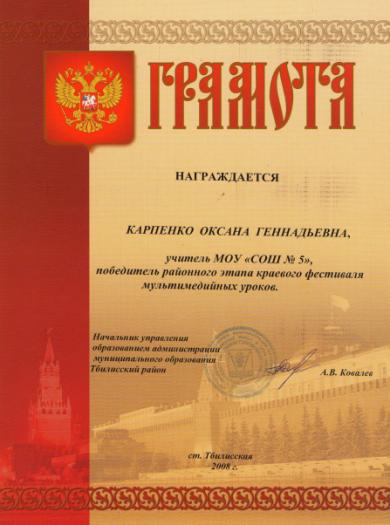 ГРАМОТА
НАГРАЖДАЕТСЯ
КАРПЕНКО ОКСАНА ГЕННАДЬЕВНА,
учитель МОУ «СОШ № 5»,
победитель районного этапа краевого фестиваля
мультимедийных уроков.
Начальник управления
образованием администрации
муниципального образования
Тбилисский район
А.В. Ковалев
ст. Тбилисская
2008 г.